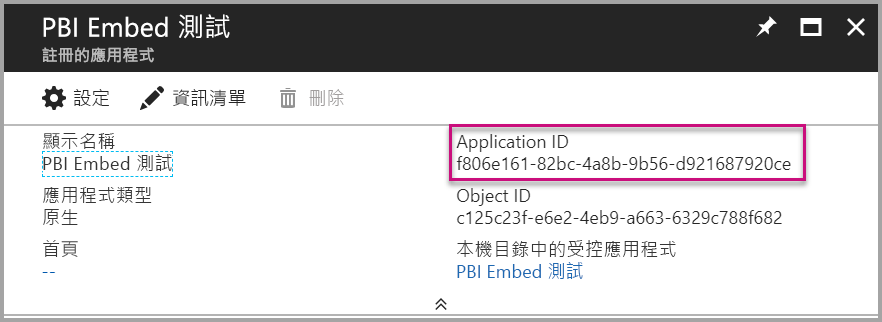 PBI Embed 測試
註冊的應用程式
設定 資訊清單 刪除
顯示名稱
PBI Embed 測試
Application ID
f806e161-82bc-4a8b-9b56-d921687920ce
應用程式類型
原生
Object ID
c125c23f-e6e2-4eb9-a663-6329c788f682
首頁
--
本機目錄中的受控應用程式
PBI Embed 測試